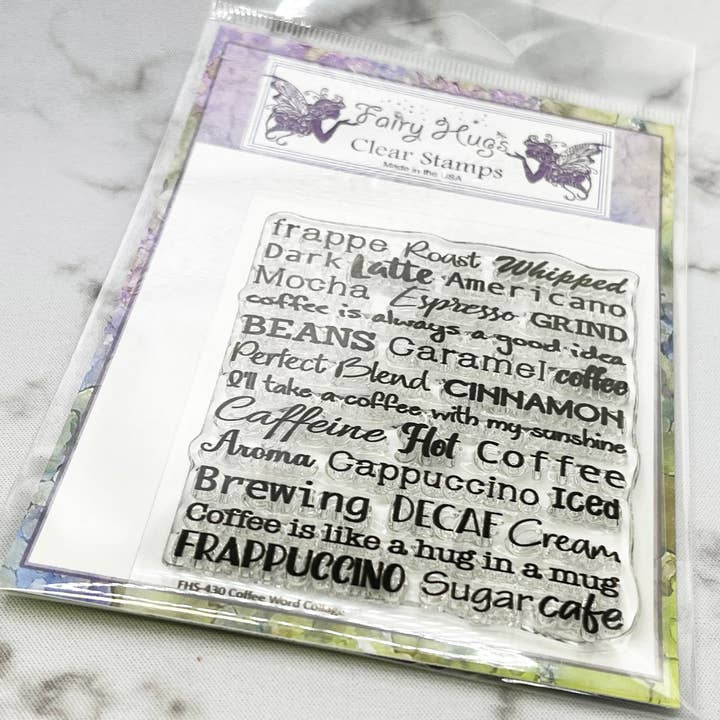 Fairy Hugs
Clear Stamps
Made in the USA
frappe Roast Whipped
Dark Latte Americano
Mocha Espresso GRIND
coffee is always a good idea
BEANS Caramel coffee
Perfect Blend CINNAMON
I'll take a coffee with my sunshine
Caffeine Hot Coffee
Aroma Cappuccino Iced
Brewing DECAF Cream
Coffee is like a hug in a mug
FRAPPUCCINO Sugar cafe
FHS-430 Coffee Word Collage